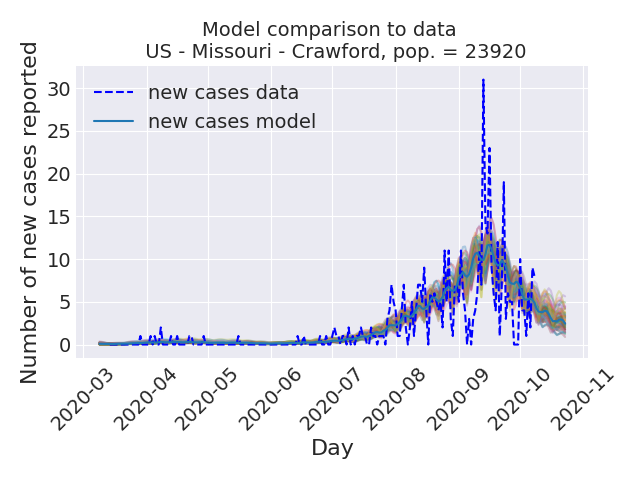 Model comparison to data
US - Missouri - Crawford, pop. = 23920
Number of new cases reported
30
25
20
15
10
5
0
new cases data
new cases model
2020-03
2020-04
2020-05
2020-06
2020-07
2020-08
2020-09
2020-10
2020-11
Day